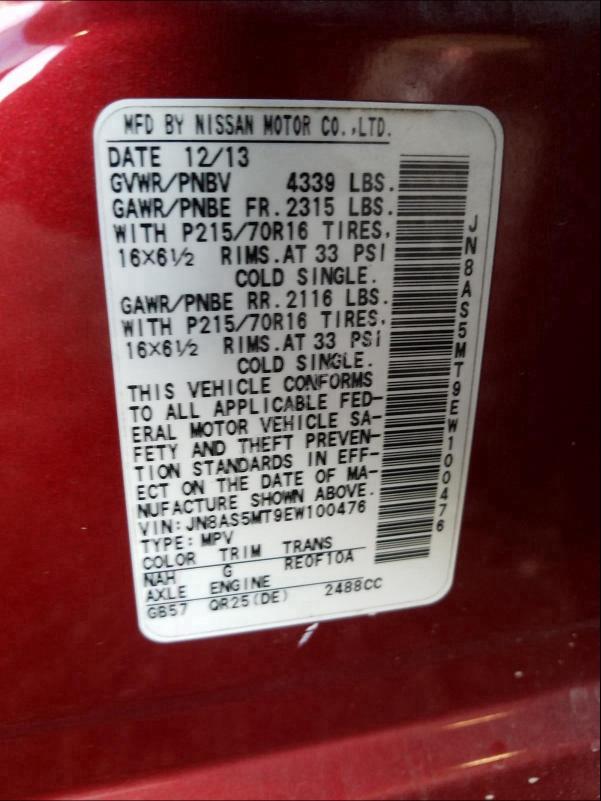 MFD BY NISSAN MOTOR CO.,LTD.
DATE 12/13
GVWR/PNBV 4339 LBS.
GAWR/PNBE FR. 2315 LBS.
WITH P215/70R16 TIRES,
16×6½ RIMS.AT 33 PSI
COLD SINGLE.
GAWR/PNBE RR. 2116 LBS.
WITH P215/70R16 TIRES,
16×6½ RIMS.AT 33 PSI
COLD SINGLE.
THIS VEHICLE CONFORMS
TO ALL APPLICABLE FED-
ERAL MOTOR VEHICLE SA-
FETY AND THEFT PREVEN-
TION STANDARDS IN EFF-
ECT ON THE DATE OF MA-
NUFACTURE SHOWN ABOVE.
VIN:JN8AS5MT9EW100476
TYPE:MPV
COLOR TRIM TRANS
NAH G RE0F10A
AXLE ENGINE
GB57 QR25(DE) 2488CC
JN8AS5MT9EW100476